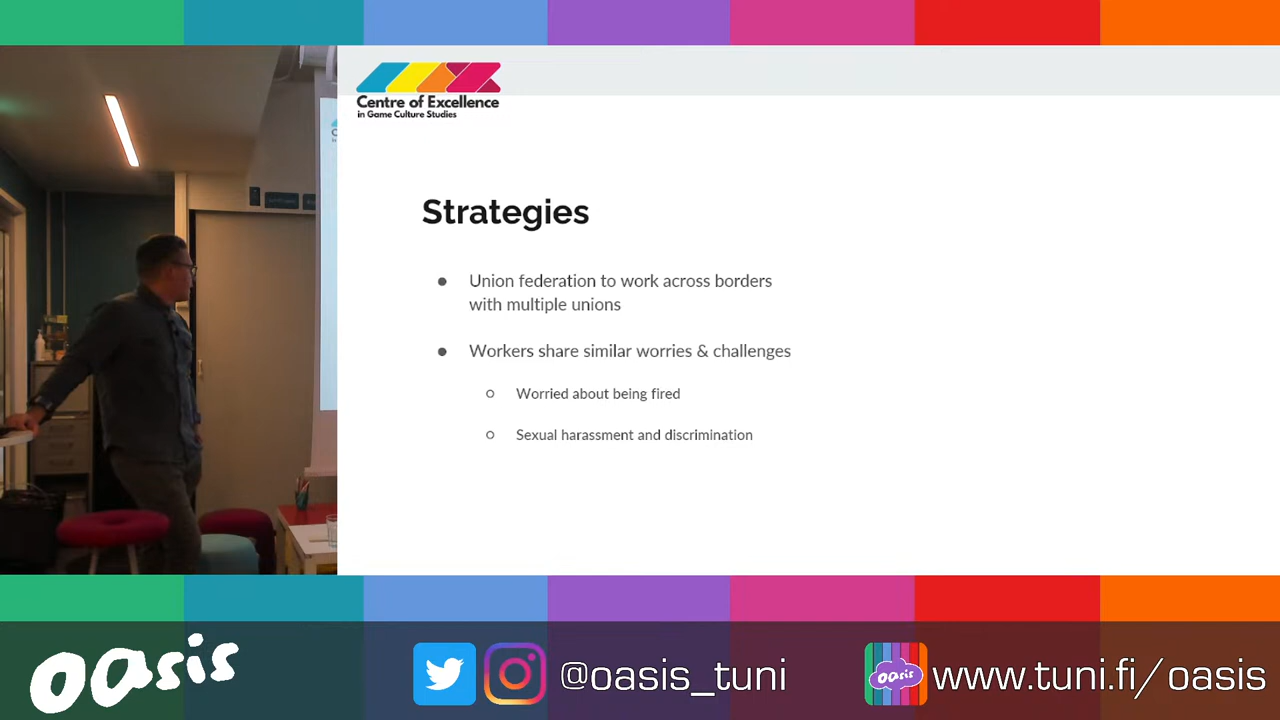 Centre of Excellence
in Game Culture Studies
Strategies
Union federation to work across borders
with multiple unions
Workers share similar worries & challenges
Worried about being fired
Sexual harassment and discrimination
oasis
@oasis_tuni
oasis
www.tuni.fi/oasis